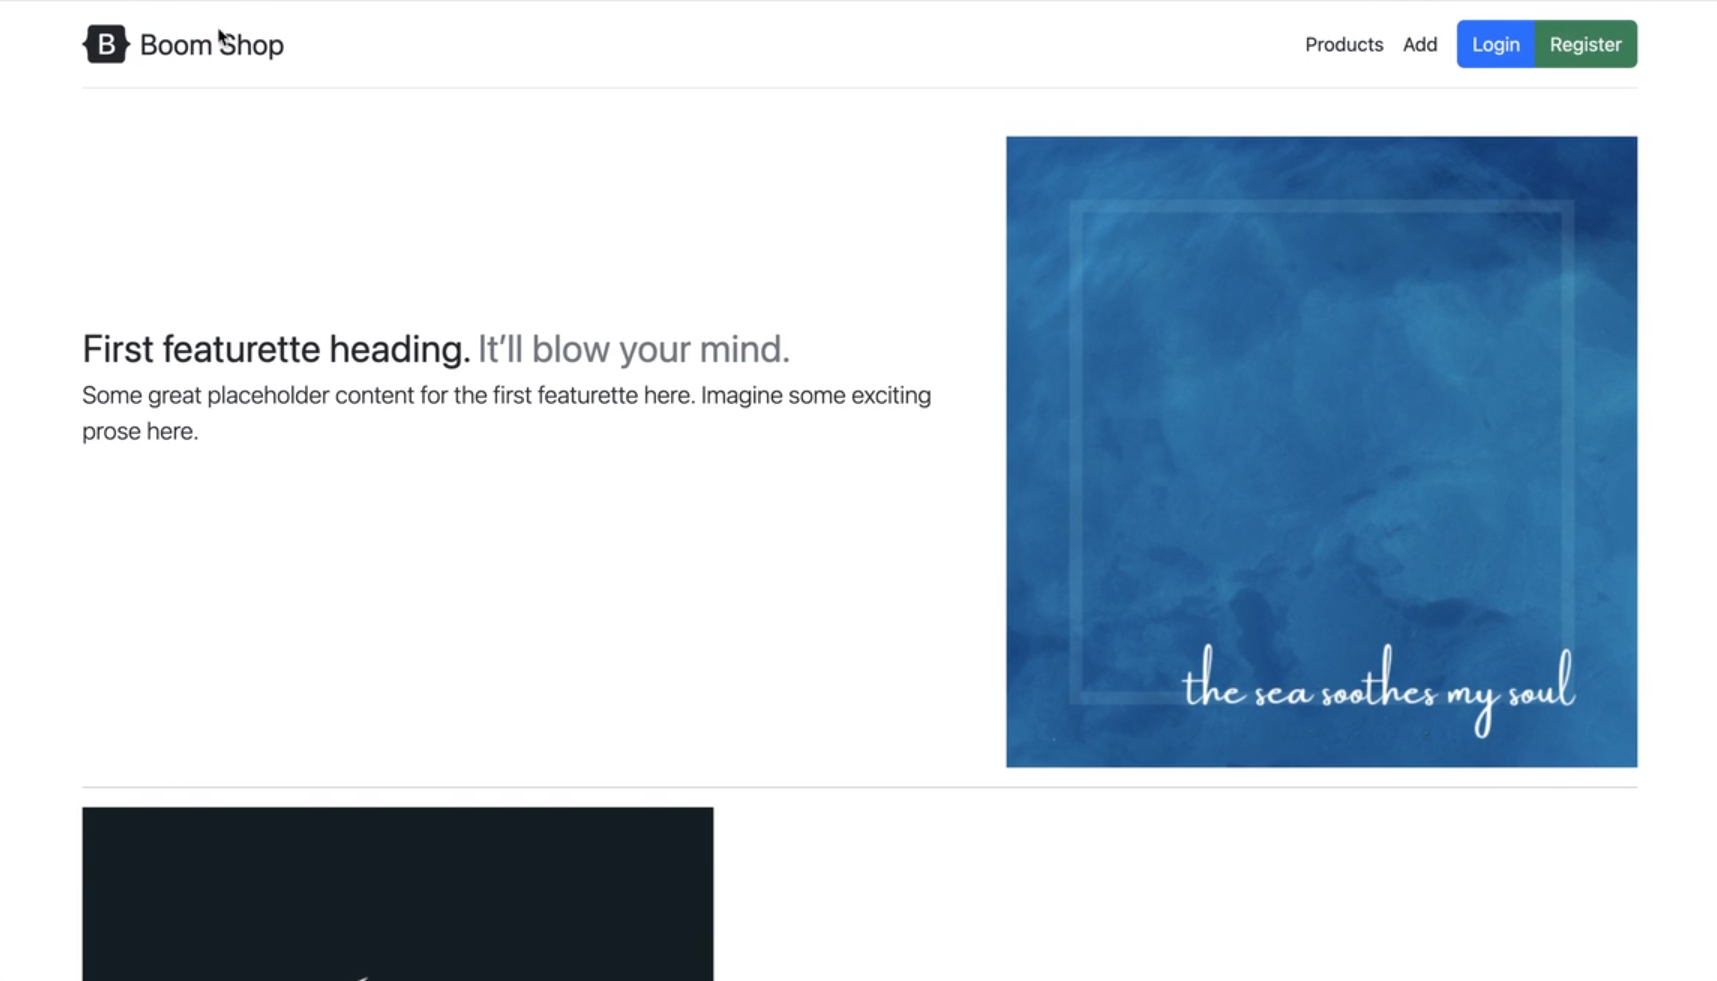 B Boom Shop
Products Add Login Register
First featurette heading. It’ll blow your mind.
Some great placeholder content for the first featurette here. Imagine some exciting
prose here.
the sea soothes my soul